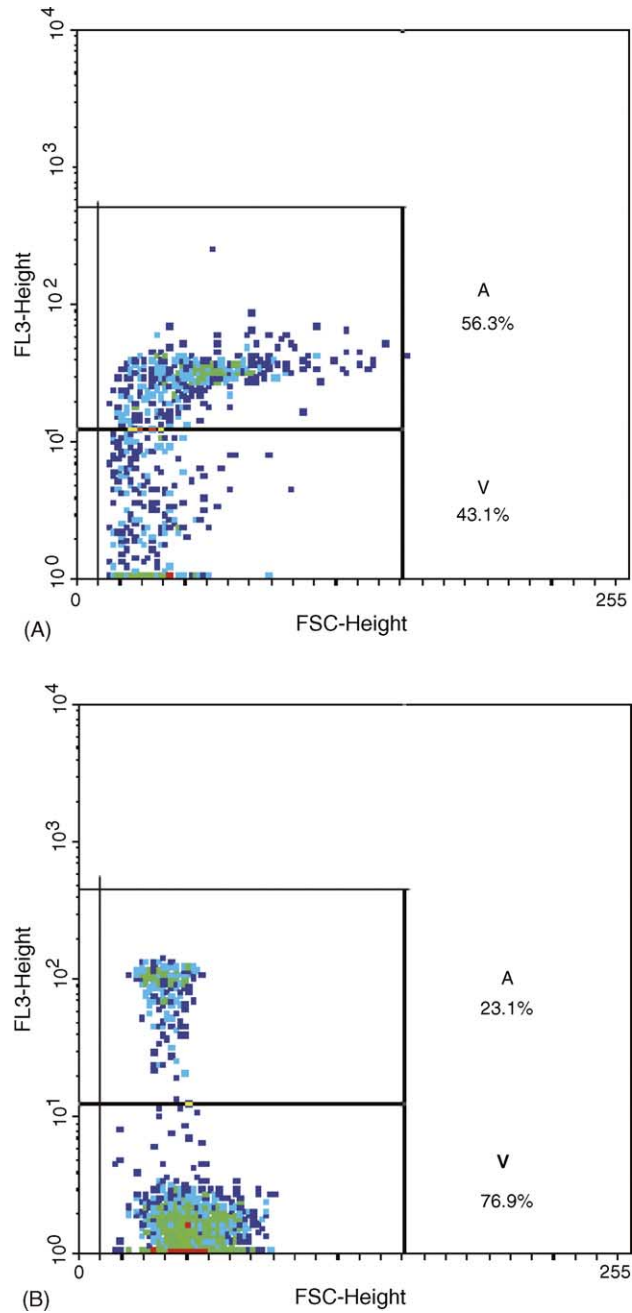 10^4
10^3
10^2
10^1
10^0
FL3-Height
A
56.3%
V
43.1%
0
255
FSC-Height
(A)
10^4
10^3
10^2
10^1
10^0
FL3-Height
A
23.1%
V
76.9%
0
255
FSC-Height
(B)